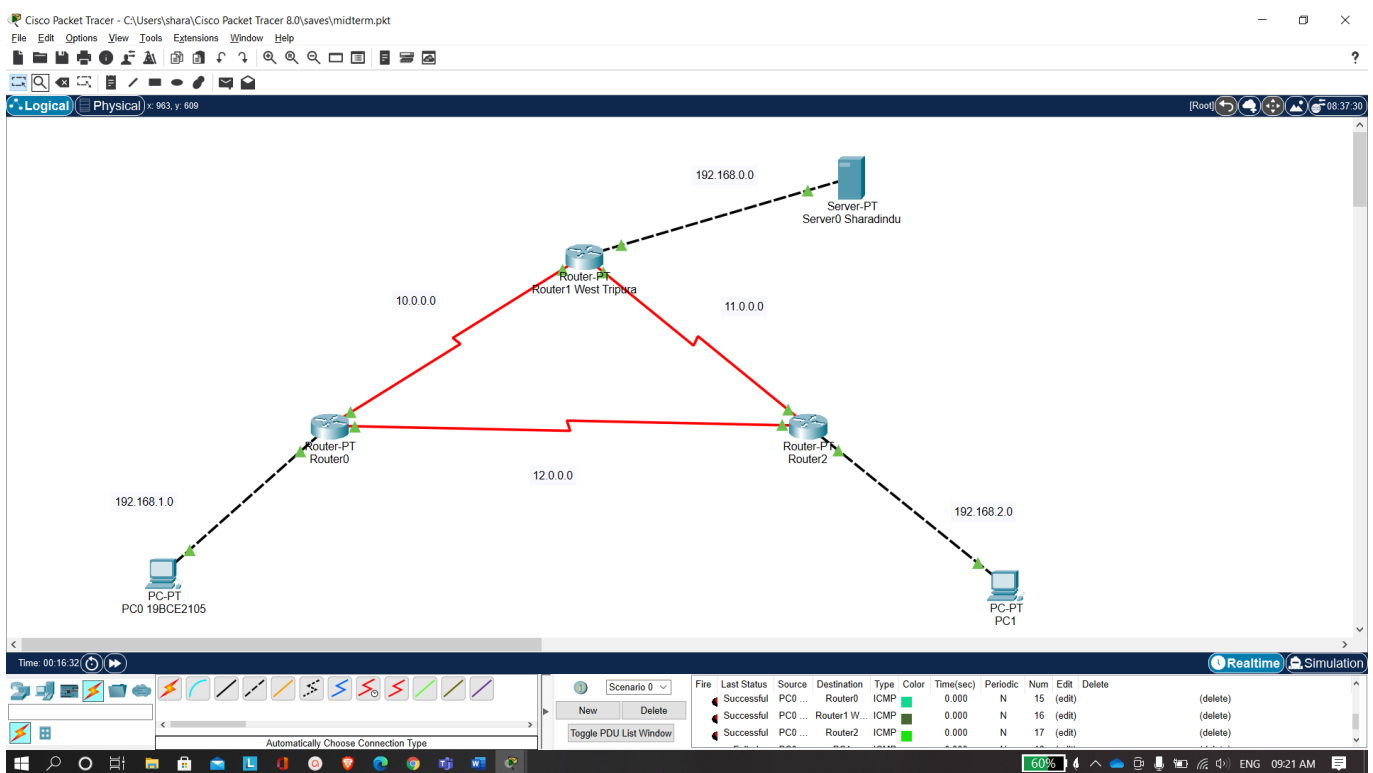 Cisco Packet Tracer - C:\Users\shara\Cisco Packet Tracer 8.0\saves\midterm.pkt
File Edit Options View Tools Extensions Window Help
?
Logical Physical x: 963, y: 609 [Root] 08:37:30
192.168.0.0
Server-PT
Server0 Sharadindu
Router-PT
Router1 West Tripura
10.0.0.0
11.0.0.0
Router-PT
Router0
Router-PT
Router2
12.0.0.0
192.168.1.0
192.168.2.0
PC-PT
PC0 19BCE2105
PC-PT
PC1
Time: 00:16:32 Realtime Simulation
Scenario 0
New Delete
Toggle PDU List Window
Automatically Choose Connection Type
Fire Last Status Source Destination Type Color Time(sec) Periodic Num Edit Delete
Successful PC0 ... Router0 ICMP 0.000 N 15 (edit) (delete)
Successful PC0 ... Router1 W... ICMP 0.000 N 16 (edit) (delete)
Successful PC0 ... Router2 ICMP 0.000 N 17 (edit) (delete)
60% ENG 09:21 AM